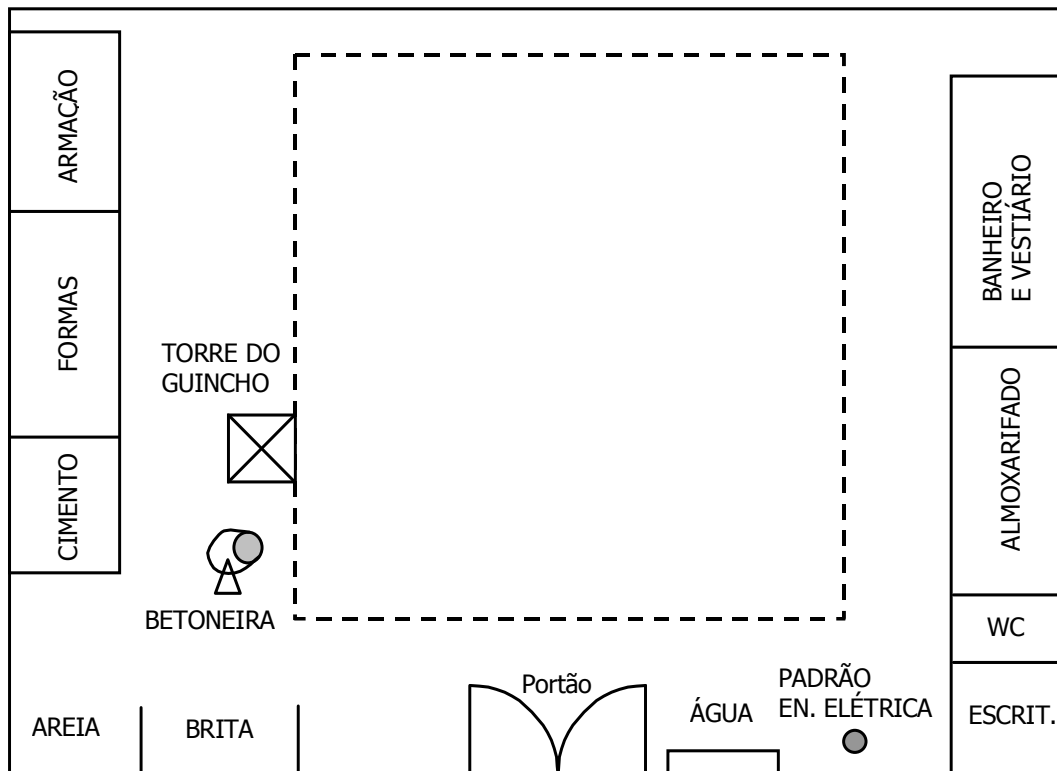 ARMAÇÃO
FORMAS
CIMENTO
TORRE DO
GUINCHO
BETONEIRA
AREIA
BRITA
Portão
ÁGUA
PADRÃO
EN. ELÉTRICA
BANHEIRO
E VESTIÁRIO
ALMOXARIFADO
WC
ESCRIT.